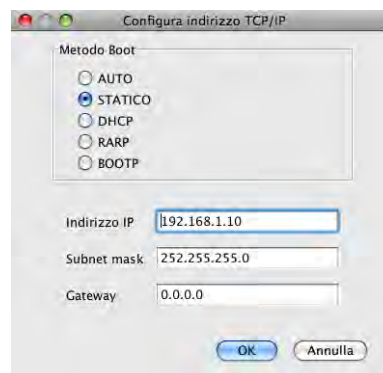 Configura indirizzo TCP/IP
Metodo Boot
AUTO
STATICO
DHCP
RARP
BOOTP
Indirizzo IP 192.168.1.10
Subnet mask 252.255.255.0
Gateway 0.0.0.0
OK Annulla